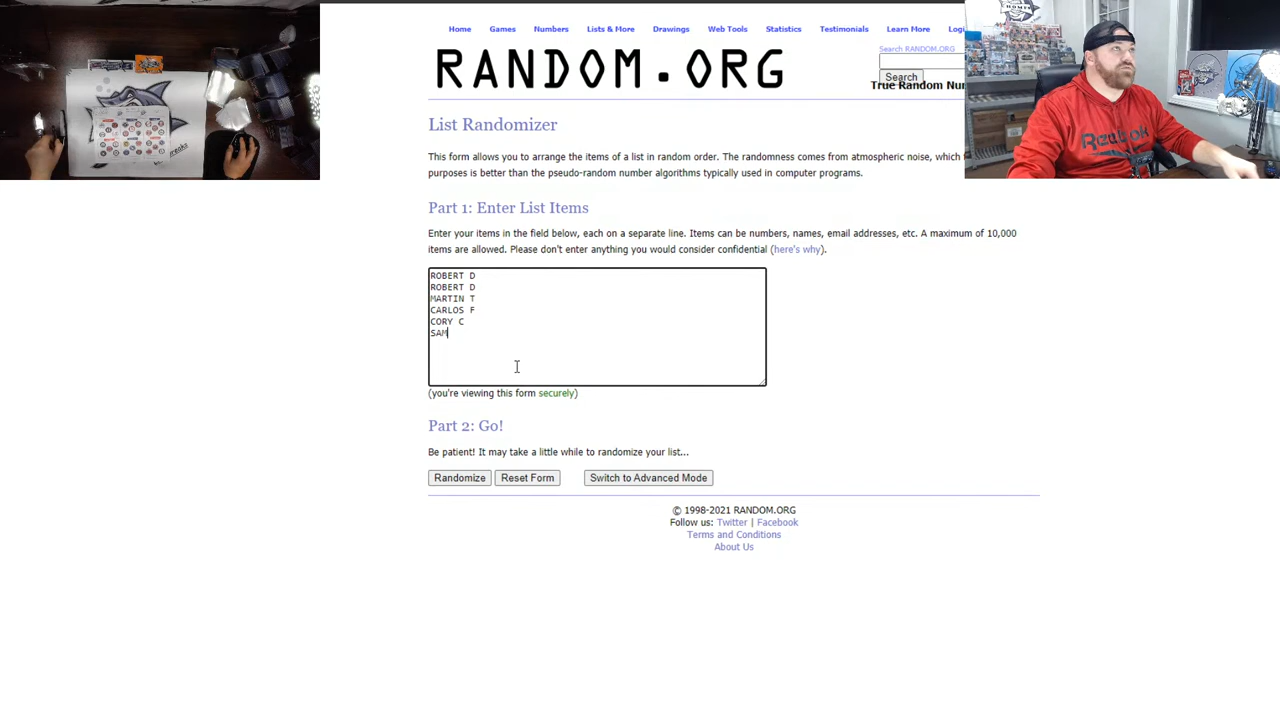 Home Games Numbers Lists & More Drawings Web Tools Statistics Testimonials Learn More Logi
Search RANDOM.ORG
RANDOM.ORG
Search
True Random Num
List Randomizer
This form allows you to arrange the items of a list in random order. The randomness comes from atmospheric noise, which f
purposes is better than the pseudo-random number algorithms typically used in computer programs.
Part 1: Enter List Items
Enter your items in the field below, each on a separate line. Items can be numbers, names, email addresses, etc. A maximum of 10,000
items are allowed. Please don't enter anything you would consider confidential (here's why).
ROBERT D
ROBERT D
MARTIN T
CARLOS F
CORY C
SAM
(you're viewing this form securely)
Part 2: Go!
Be patient! It may take a little while to randomize your list...
Randomize Reset Form Switch to Advanced Mode
© 1998-2021 RANDOM.ORG
Follow us: Twitter | Facebook
Terms and Conditions
About Us
Reebok